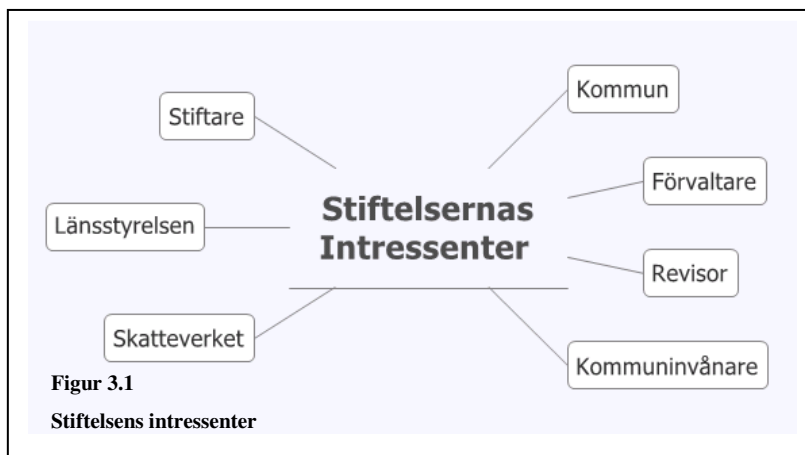 Stiftare
Kommun
Förvaltare
Stiftelsernas
Intressenter
Länsstyrelsen
Revisor
Skatteverket
Kommuninvånare
Figur 3.1
Stiftelsens intressenter